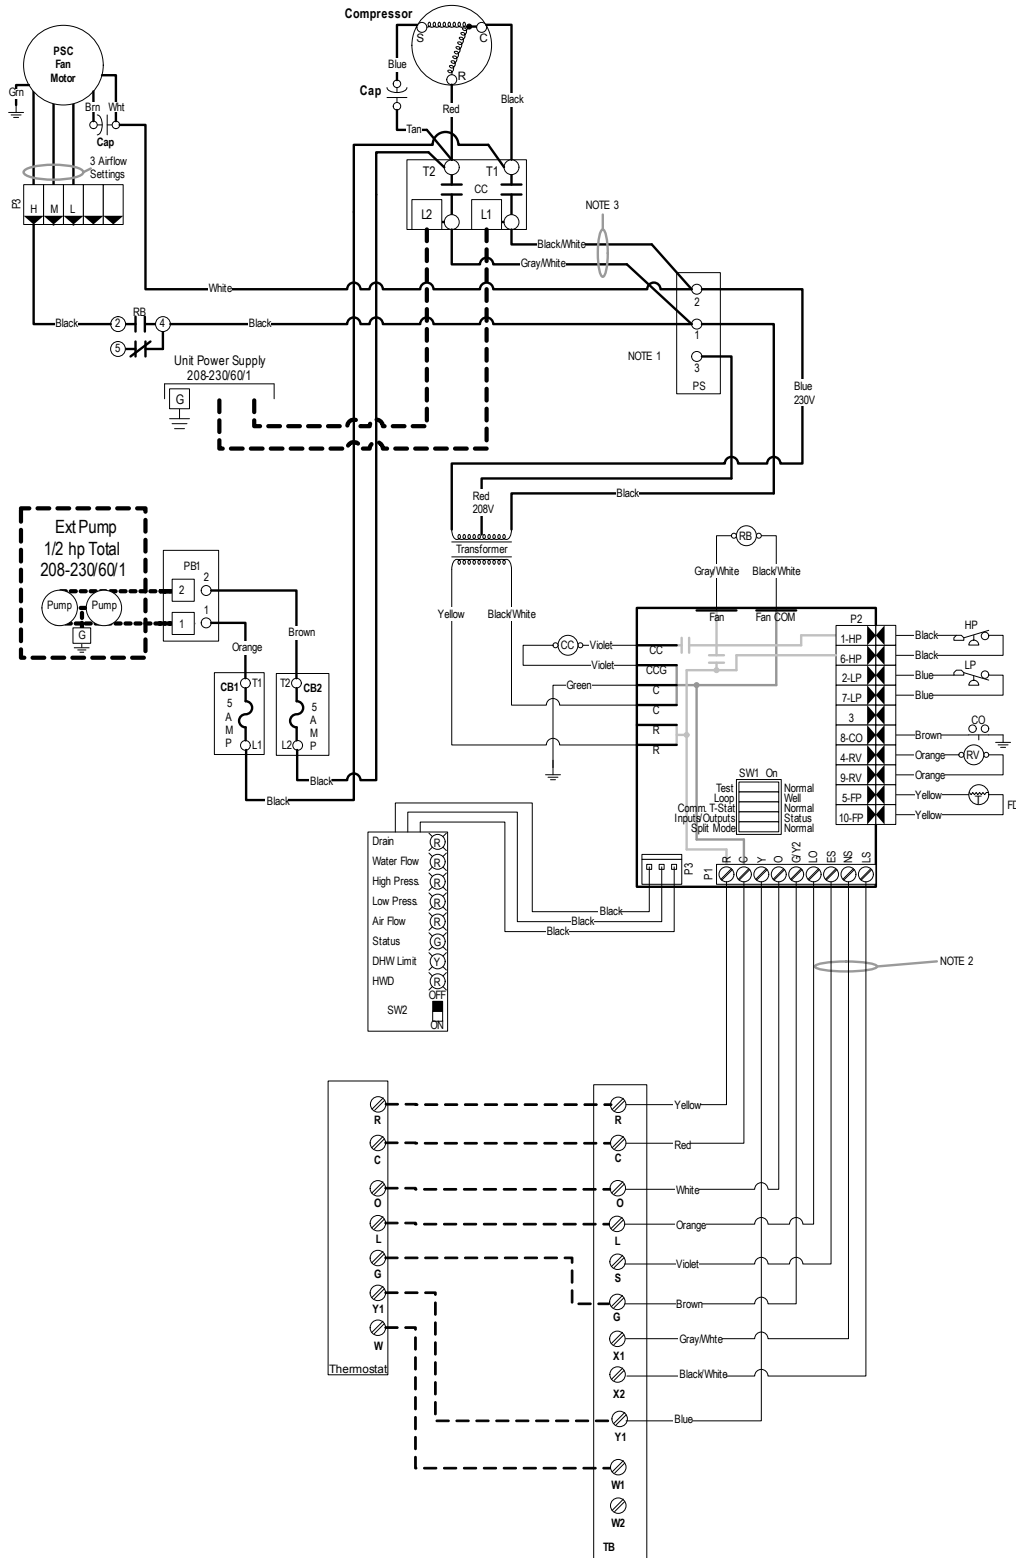 Compressor
S
C
R
PSC
Fan
Motor
Grn
Brn
Wht
Cap
Blue
Cap
Tan
Red
Black
3 Airflow
Settings
P3
H
M
L
T2
T1
CC
L2
L1
NOTE 3
Black/White
Gray/White
White
2
1
3
PS
NOTE 1
Black
2
RB
4
Black
5
Unit Power Supply
208-230/60/1
G
Blue
230V
Red
208V
Black
Transformer
Ext Pump
1/2 hp Total
208-230/60/1
Pump
Pump
G
PB1
2
2
1
1
Orange
Brown
CB1
T1
5
A
M
P
L1
T2
CB2
5
A
M
P
L2
Black
Black
Yellow
Black/White
RB
Gray/White
Black/White
Fan
Fan COM
CC
Violet
Violet
Green
CC
CCG
C
C
R
R
P2
1-HP
6-HP
2-LP
7-LP
3
8-CO
4-RV
9-RV
5-FP
10-FP
Black
HP
Black
Blue
LP
Blue
Brown
CO
Orange
RV
Orange
Yellow
Yellow
FD
SW1 On
Test
Normal
Loop
Well
Comm. T-Stat
Normal
Inputs/Outputs
Status
Split Mode
Normal
P3
P1
R
C
Y
O
G/Y2
LO
ES
NS
LS
Black
Black
Black
Drain
R
Water Flow
R
High Press.
R
Low Press.
R
Air Flow
R
Status
G
DHW Limit
Y
HWD
R
OFF
SW2
ON
NOTE 2
R
C
O
L
G
Y1
W
Thermostat
R
Yellow
C
Red
O
White
L
Orange
S
Violet
G
Brown
X1
Gray/Whte
X2
Black/White
Y1
Blue
W1
W2
TB